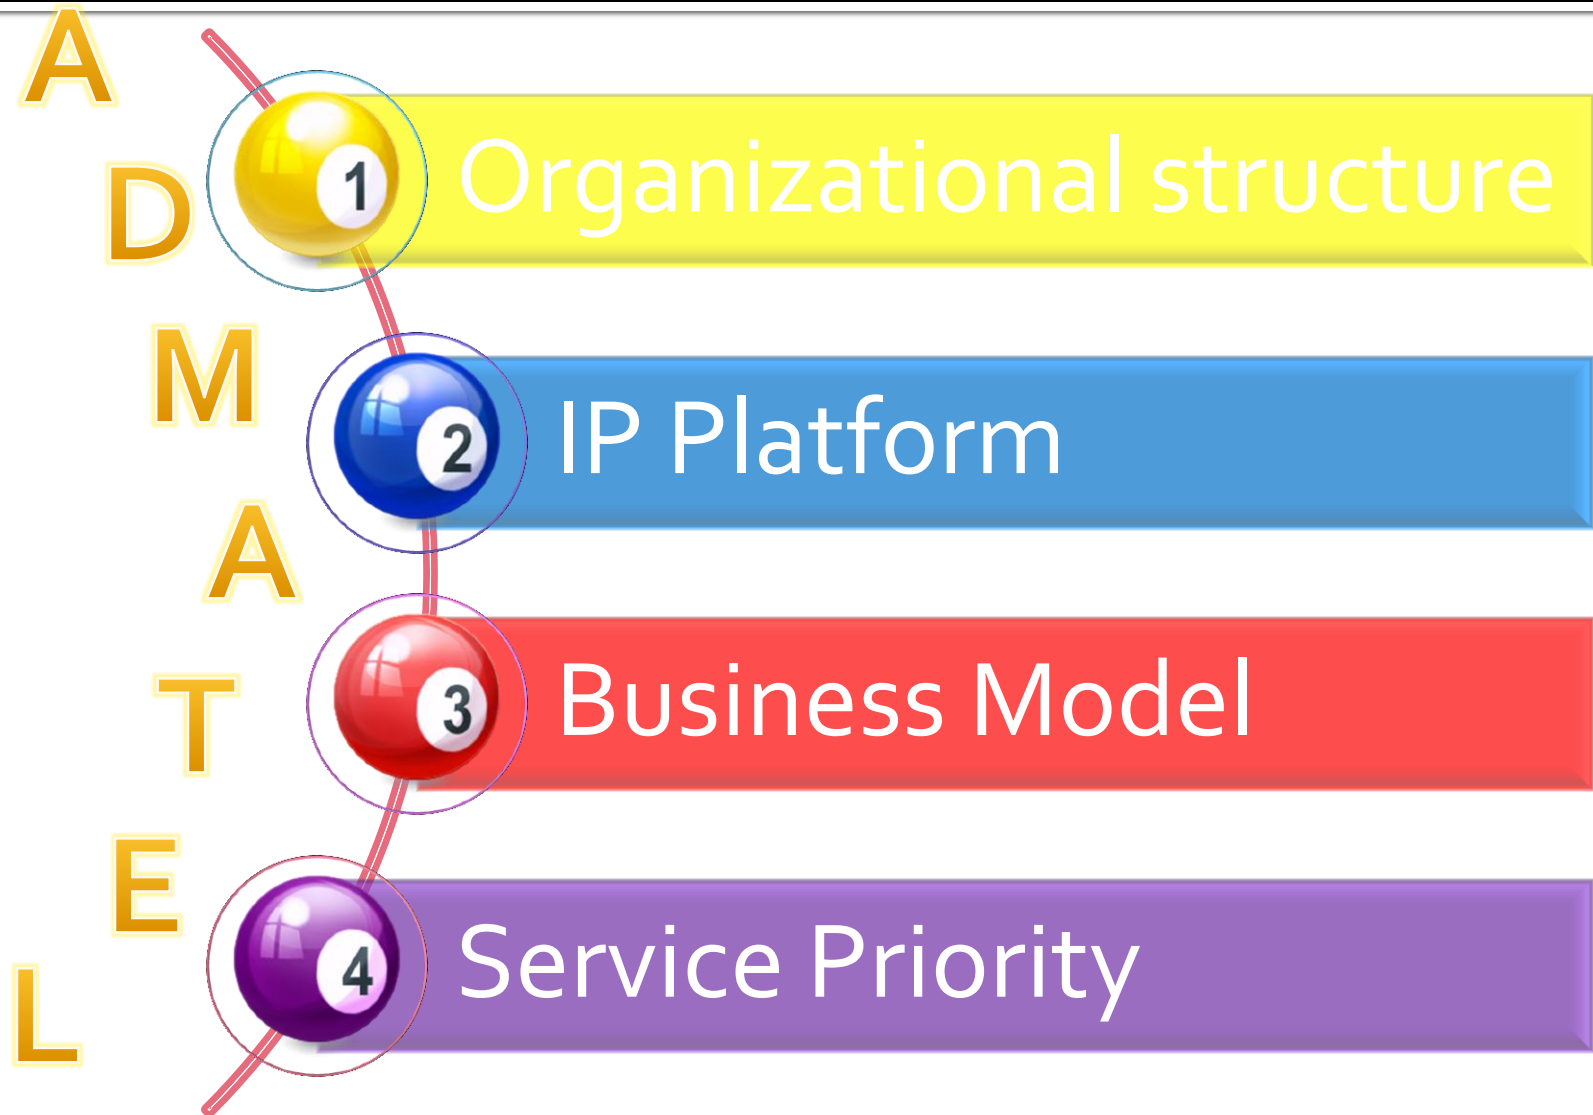 A
D
M
A
T
E
L
1
Organizational structure
2
IP Platform
3
Business Model
4
Service Priority